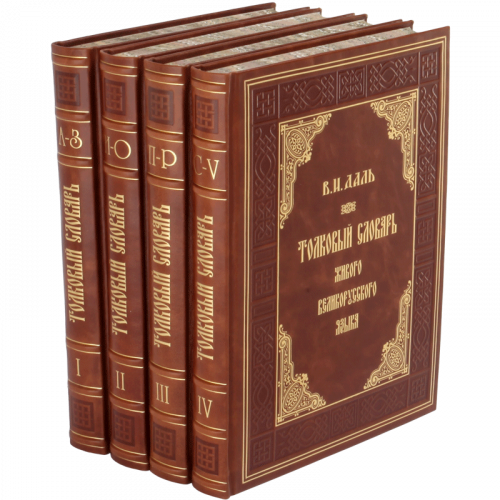 А-З
ТОЛКОВЫЙ СЛОВАРЬ
I
И-О
ТОЛКОВЫЙ СЛОВАРЬ
II
П-Р
ТОЛКОВЫЙ СЛОВАРЬ
III
С-V
ТОЛКОВЫЙ СЛОВАРЬ
IV
В.И. ДАЛЬ
ТОЛКОВЫЙ СЛОВАРЬ
ЖИВОГО
ВЕЛИКОРУССКОГО
ЯЗЫКА